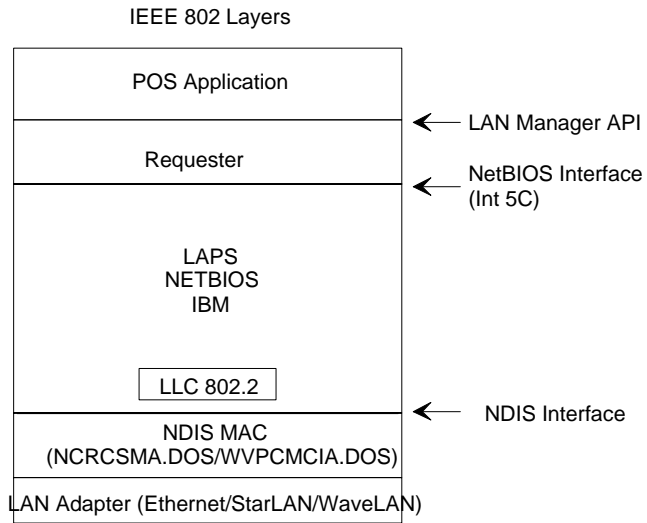 IEEE 802 Layers
POS Application
LAN Manager API
Requester
NetBIOS Interface
(Int 5C)
LAPS
NETBIOS
IBM
LLC 802.2
NDIS Interface
NDIS MAC
(NCRCSMA.DOS/WVPCMCIA.DOS)
LAN Adapter (Ethernet/StarLAN/WaveLAN)